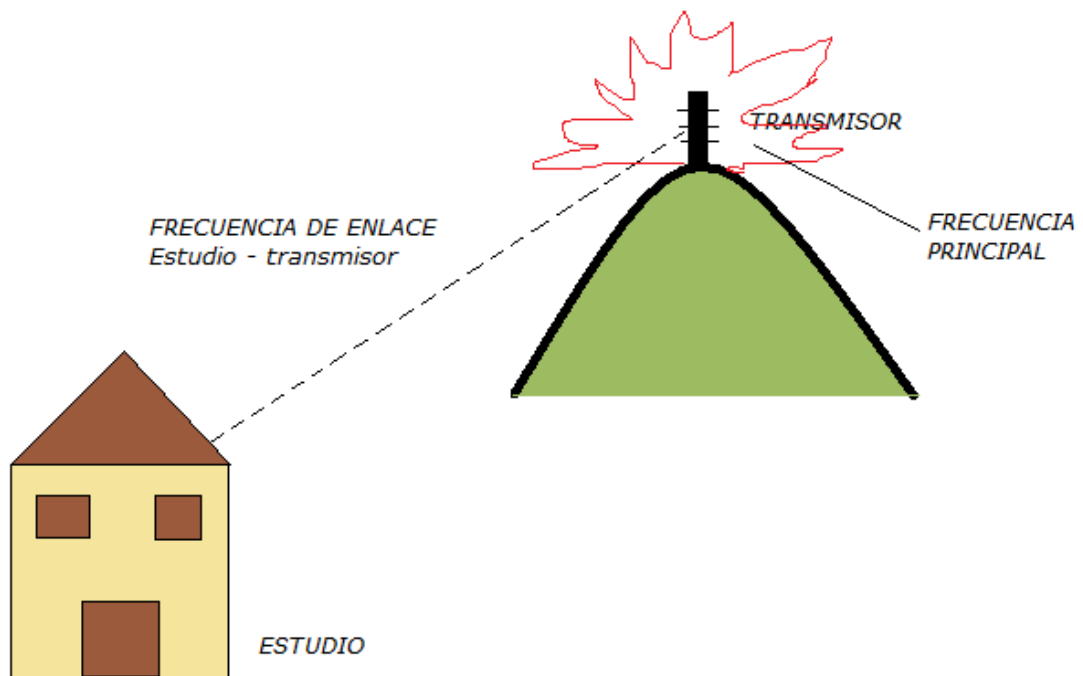 TRANSMISOR
FRECUENCIA DE ENLACE
Estudio - transmisor
FRECUENCIA
PRINCIPAL
ESTUDIO